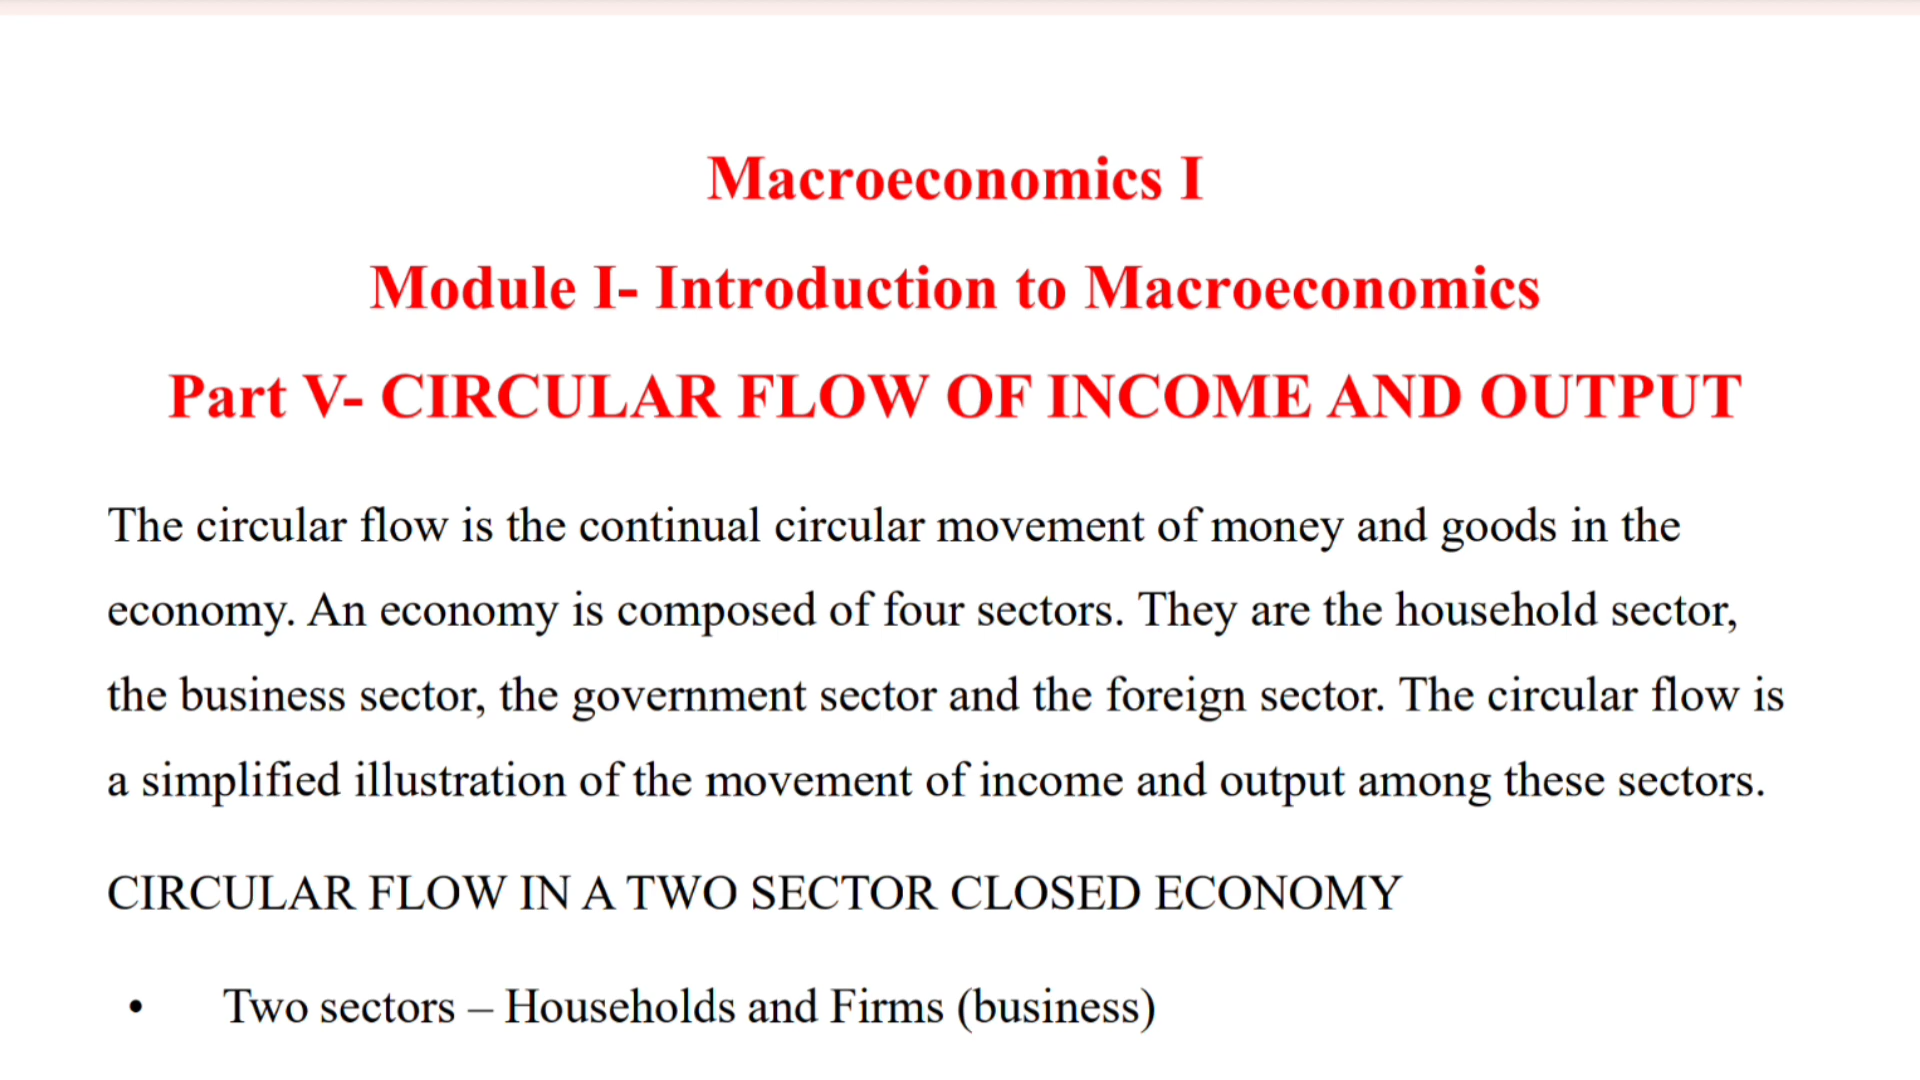 Macroeconomics I
Module I- Introduction to Macroeconomics
Part V- CIRCULAR FLOW OF INCOME AND OUTPUT
The circular flow is the continual circular movement of money and goods in the
economy. An economy is composed of four sectors. They are the household sector,
the business sector, the government sector and the foreign sector. The circular flow is
a simplified illustration of the movement of income and output among these sectors.
CIRCULAR FLOW IN A TWO SECTOR CLOSED ECONOMY
• Two sectors – Households and Firms (business)